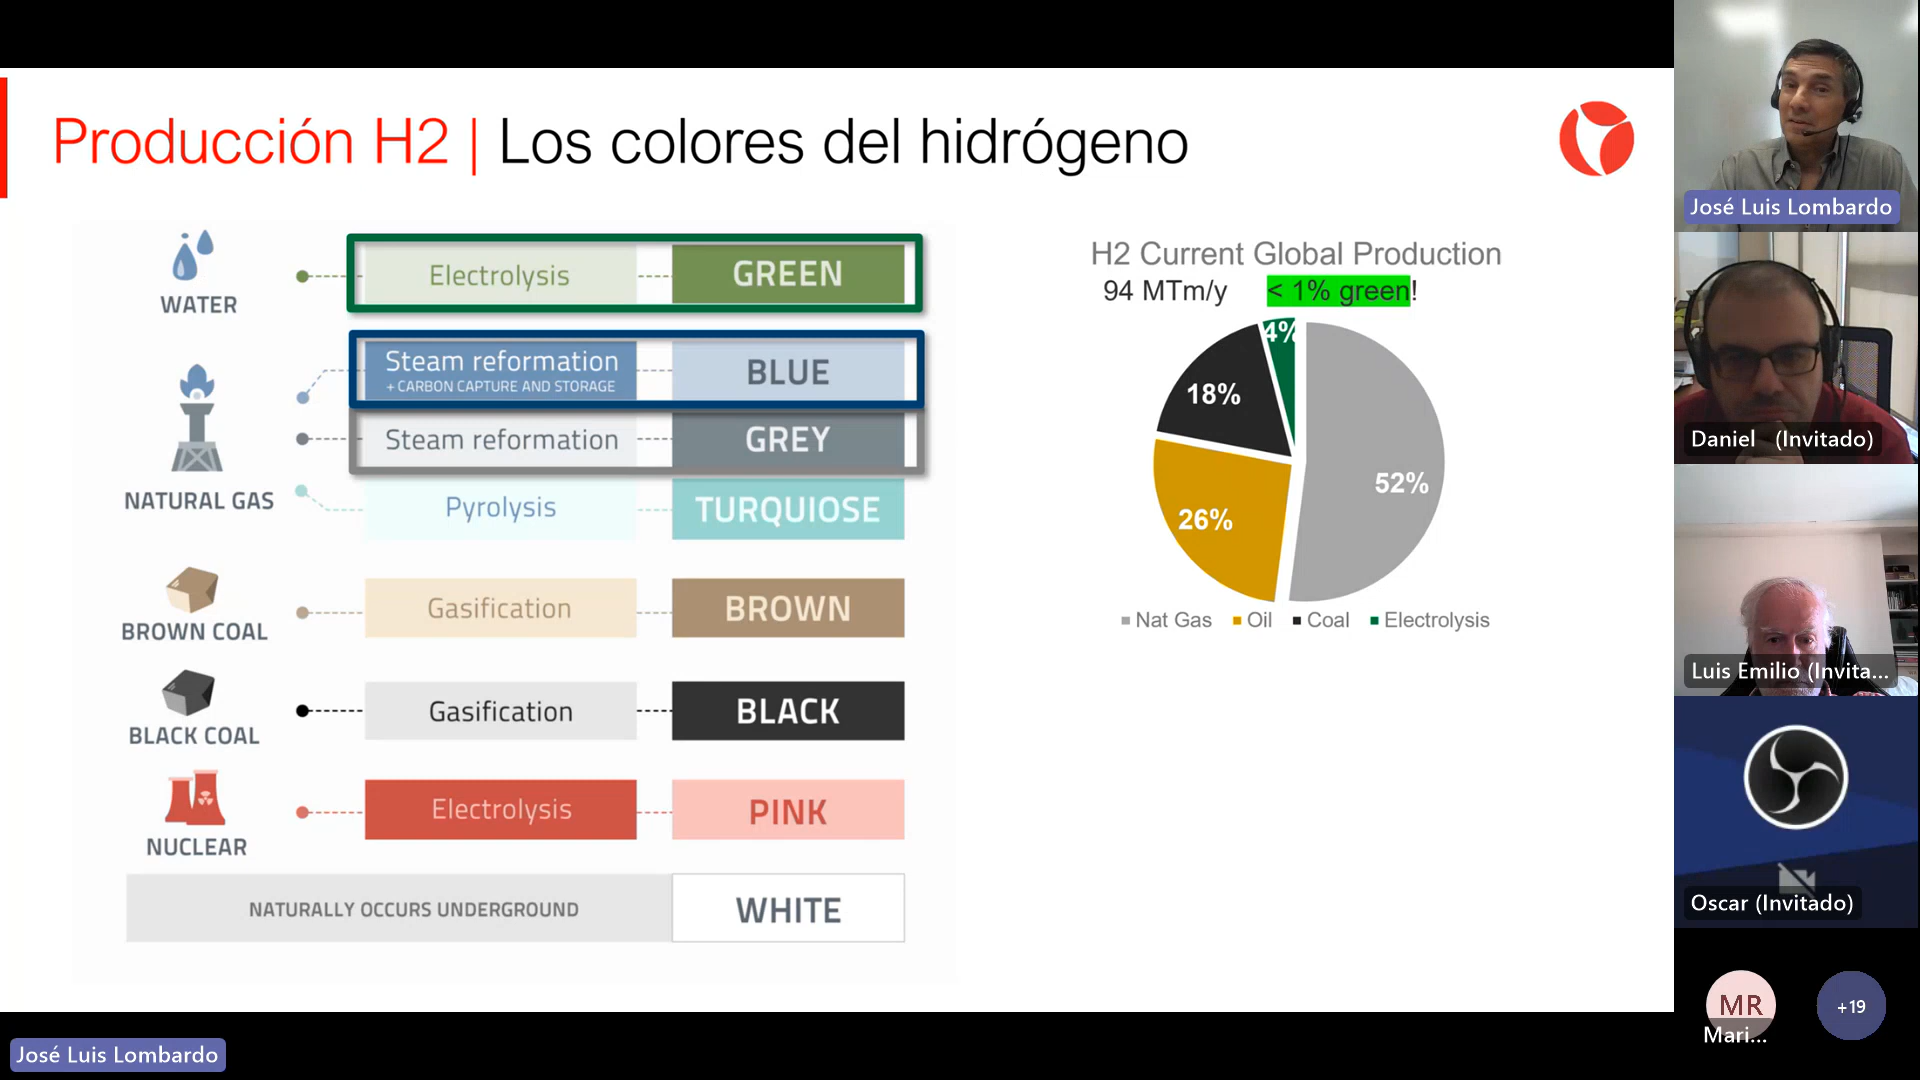 Producción H2 | Los colores del hidrógeno
WATER
Electrolysis
GREEN
Steam reformation
+ CARBON CAPTURE AND STORAGE
BLUE
Steam reformation
GREY
NATURAL GAS
Pyrolysis
TURQUIOSE
BROWN COAL
Gasification
BROWN
BLACK COAL
Gasification
BLACK
NUCLEAR
Electrolysis
PINK
NATURALLY OCCURS UNDERGROUND
WHITE
H2 Current Global Production
94 MTm/y < 1% green!
4%
18%
52%
26%
Nat Gas Oil Coal Electrolysis
José Luis Lombardo
Daniel (Invitado)
Luis Emilio (Invita...
Oscar (Invitado)
MR
Mari...
+19
José Luis Lombardo